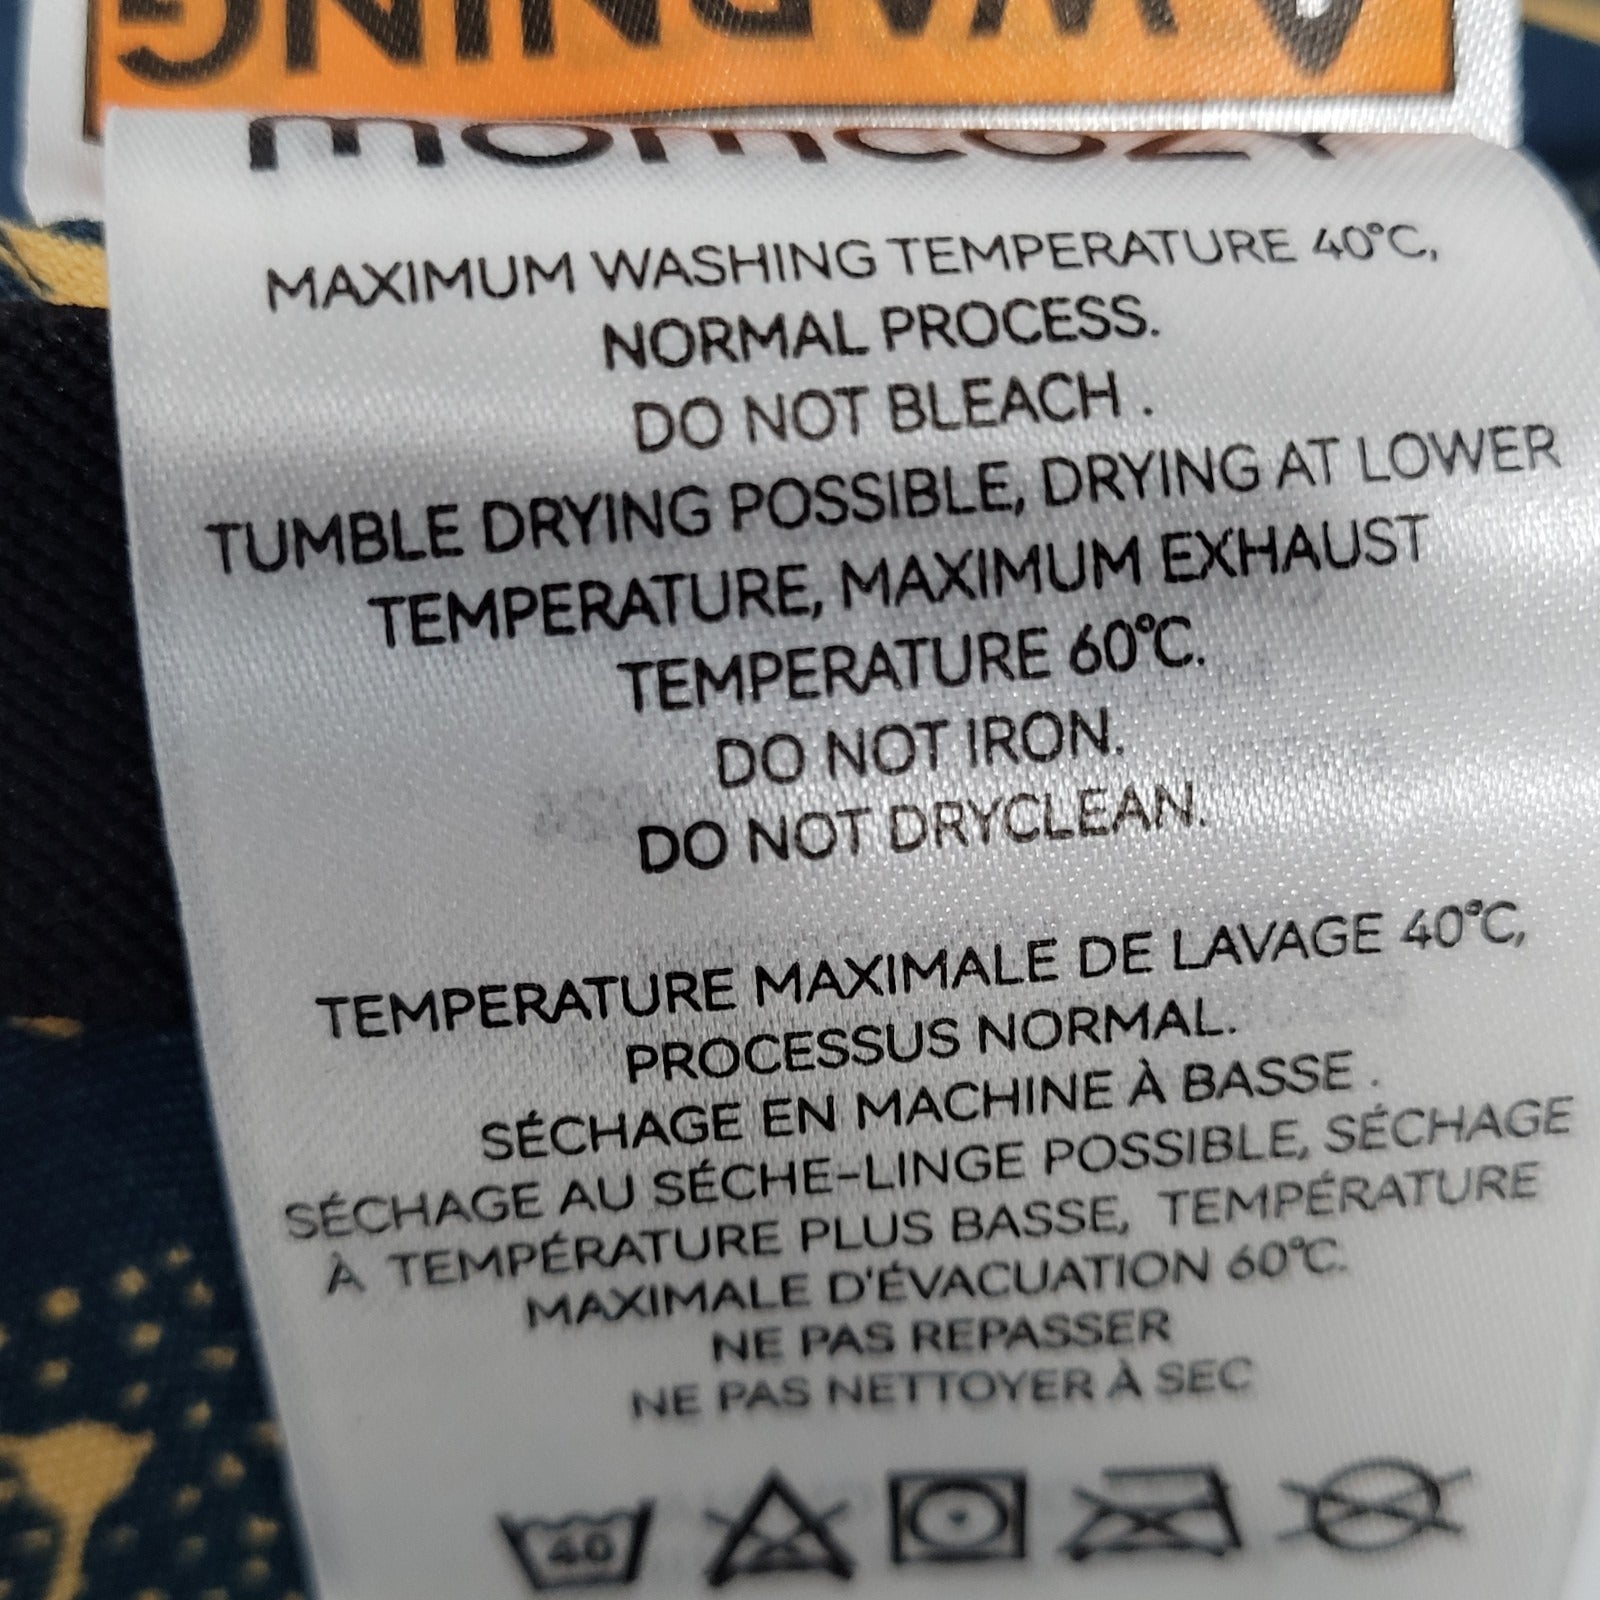 WARNING
momcozy
MAXIMUM WASHING TEMPERATURE 40°C,
NORMAL PROCESS.
DO NOT BLEACH .
TUMBLE DRYING POSSIBLE, DRYING AT LOWER
TEMPERATURE, MAXIMUM EXHAUST
TEMPERATURE 60°C.
DO NOT IRON.
DO NOT DRYCLEAN.
TEMPERATURE MAXIMALE DE LAVAGE 40°C,
PROCESSUS NORMAL.
SÉCHAGE EN MACHINE À BASSE .
SÉCHAGE AU SÉCHE-LINGE POSSIBLE, SÉCHAGE
À TEMPÉRATURE PLUS BASSE, TEMPÉRATURE
MAXIMALE D'ÉVACUATION 60°C.
NE PAS REPASSER
NE PAS NETTOYER À SEC
40